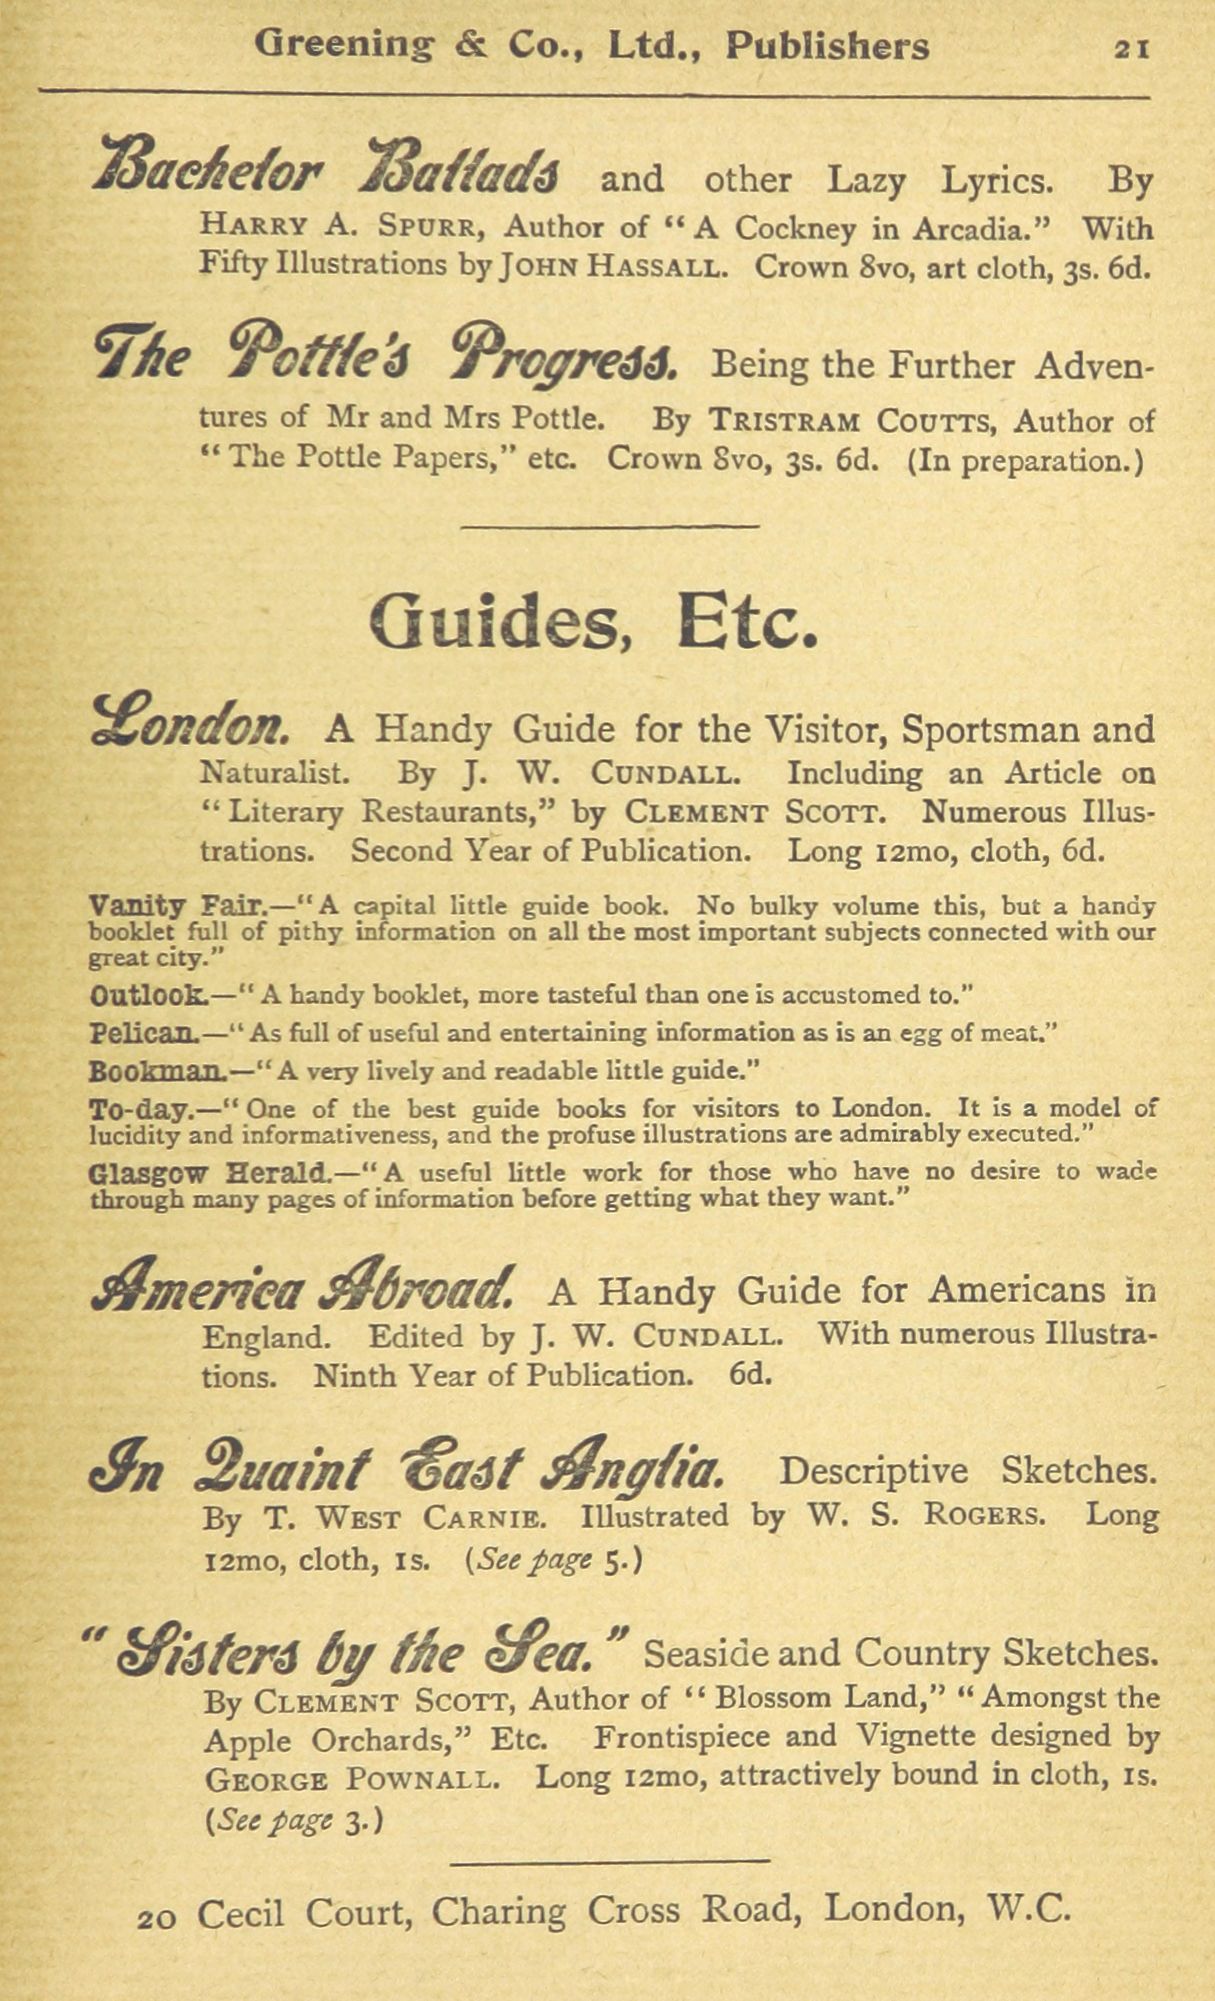 Greening & Co., Ltd., Publishers 21
Bachelor Ballads and other Lazy Lyrics. By
HARRY A. SPURR, Author of “A Cockney in Arcadia.” With
Fifty Illustrations by JOHN HASSALL. Crown 8vo, art cloth, 3s. 6d.
The Pottle's Progress. Being the Further Adven-
tures of Mr and Mrs Pottle. By TRISTRAM COUTTS, Author of
“The Pottle Papers,” etc. Crown 8vo, 3s. 6d. (In preparation.)
Guides, Etc.
London. A Handy Guide for the Visitor, Sportsman and
Naturalist. By J. W. CUNDALL. Including an Article on
“Literary Restaurants,” by CLEMENT SCOTT. Numerous Illus-
trations. Second Year of Publication. Long 12mo, cloth, 6d.
Vanity Fair.—“A capital little guide book. No bulky volume this, but a handy
booklet full of pithy information on all the most important subjects connected with our
great city.”
Outlook.—“A handy booklet, more tasteful than one is accustomed to.”
Pelican.—“As full of useful and entertaining information as is an egg of meat.”
Bookman.—“A very lively and readable little guide.”
To-day.—“One of the best guide books for visitors to London. It is a model of
lucidity and informativeness, and the profuse illustrations are admirably executed.”
Glasgow Herald.—“A useful little work for those who have no desire to wade
through many pages of information before getting what they want.”
America Abroad. A Handy Guide for Americans in
England. Edited by J. W. CUNDALL. With numerous Illustra-
tions. Ninth Year of Publication. 6d.
In Quaint East Anglia. Descriptive Sketches.
By T. WEST CARNIE. Illustrated by W. S. ROGERS. Long
12mo, cloth, 1s. (See page 5.)
“Sisters by the Sea.” Seaside and Country Sketches.
By CLEMENT SCOTT, Author of “Blossom Land,” “Amongst the
Apple Orchards,” Etc. Frontispiece and Vignette designed by
GEORGE POWNALL. Long 12mo, attractively bound in cloth, 1s.
(See page 3.)
20 Cecil Court, Charing Cross Road, London, W.C.